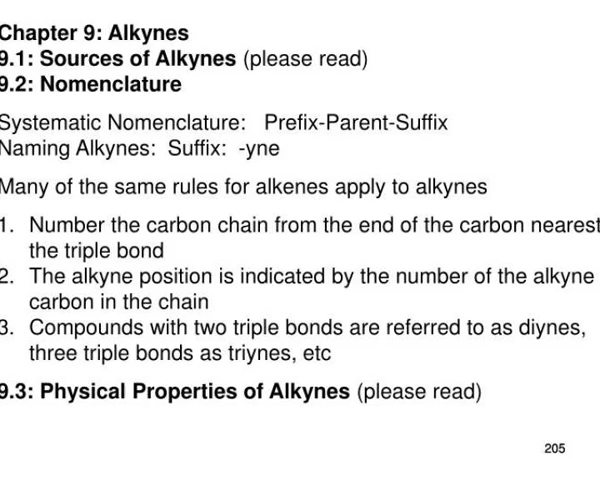 Chapter 9: Alkynes
9.1: Sources of Alkynes (please read)
9.2: Nomenclature
Systematic Nomenclature: Prefix-Parent-Suffix
Naming Alkynes: Suffix: -yne
Many of the same rules for alkenes apply to alkynes
1. Number the carbon chain from the end of the carbon nearest
the triple bond
2. The alkyne position is indicated by the number of the alkyne
carbon in the chain
3. Compounds with two triple bonds are referred to as diynes,
three triple bonds as triynes, etc
9.3: Physical Properties of Alkynes (please read)
205